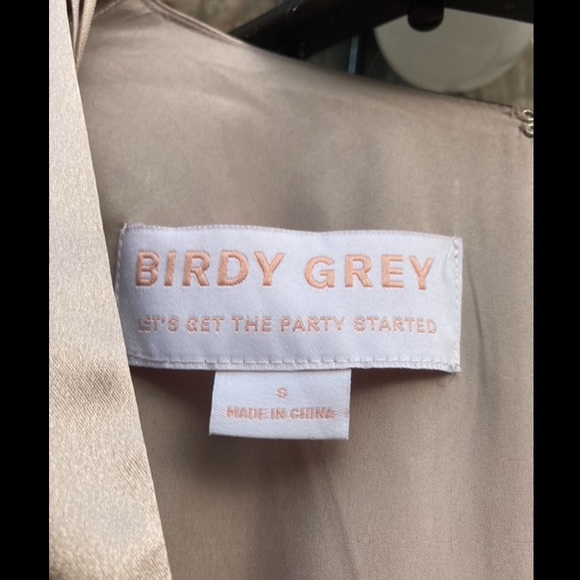 BIRDY GREY
LET'S GET THE PARTY STARTED
S
MADE IN CHINA